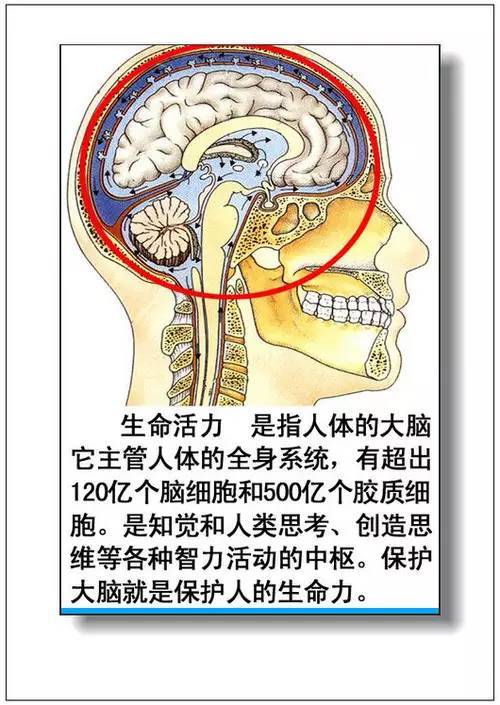 生命活力 是指人体的大脑
它主管人体的全身系统，有超出
120亿个脑细胞和500亿个胶质细
胞。是知觉和人类思考、创造思
维等各种智力活动的中枢。保护
大脑就是保护人的生命力。